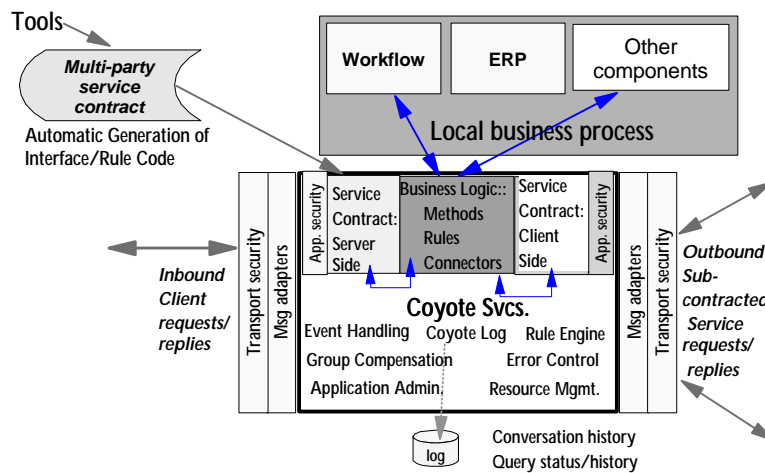 Tools
Multi-party
service
contract
Automatic Generation of
Interface/Rule Code
Workflow
ERP
Other
components
Local business process
Transport security
Msg adapters
App. security
Service
Contract:
Server
Side
Business Logic::
Methods
Rules
Connectors
Service
Contract:
Client
Side
App. security
Msg adapters
Transport security
Inbound
Client
requests/
replies
Outbound
Sub-
contracted
Service
requests/
replies
Coyote Svcs.
Event Handling
Coyote Log
Rule Engine
Group Compensation
Error Control
Application Admin.
Resource Mgmt.
log
Conversation history
Query status/history